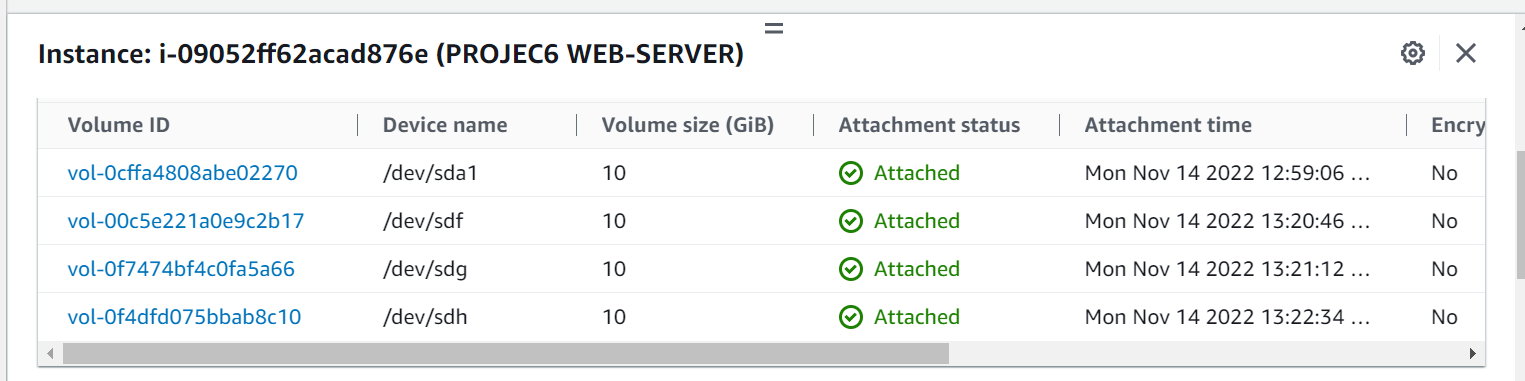 Instance: i-09052ff62acad876e (PROJEC6 WEB-SERVER)
Volume ID Device name Volume size (GiB) Attachment status Attachment time Encry
vol-0cffa4808abe02270 /dev/sda1 10 Attached Mon Nov 14 2022 12:59:06 ... No
vol-00c5e221a0e9c2b17 /dev/sdf 10 Attached Mon Nov 14 2022 13:20:46 ... No
vol-0f7474bf4c0fa5a66 /dev/sdg 10 Attached Mon Nov 14 2022 13:21:12 ... No
vol-0f4dfd075bbab8c10 /dev/sdh 10 Attached Mon Nov 14 2022 13:22:34 ... No